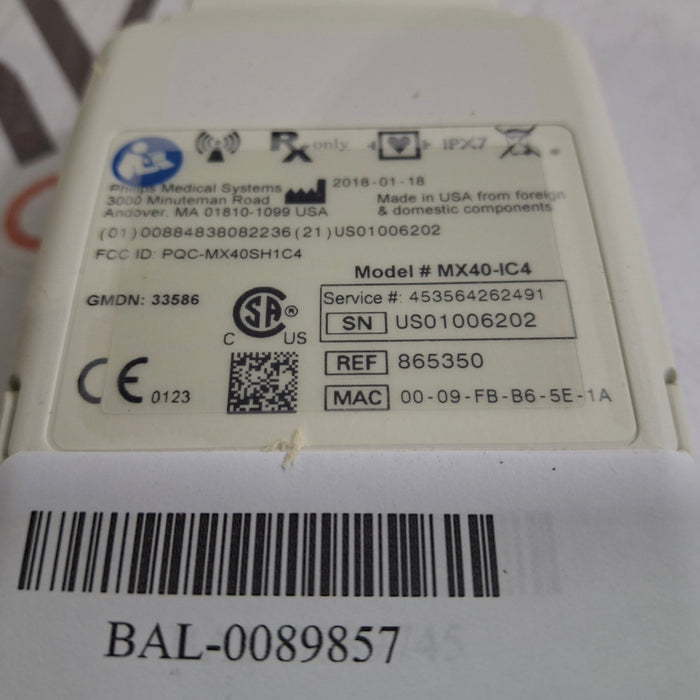 Rx only IPX7
Philips Medical Systems 2018-01-18
3000 Minuteman Road
Andover, MA 01810-1099 USA
Made in USA from foreign
& domestic components
(01)00884838082236(21)US01006202
FCC ID: PQC-MX40SH1C4
Model # MX40-IC4
GMDN: 33586
Service #: 453564262491
SN US01006202
SA ®
C US
REF 865350
CE 0123
MAC 00-09-FB-B6-5E-1A
BAL-0089857